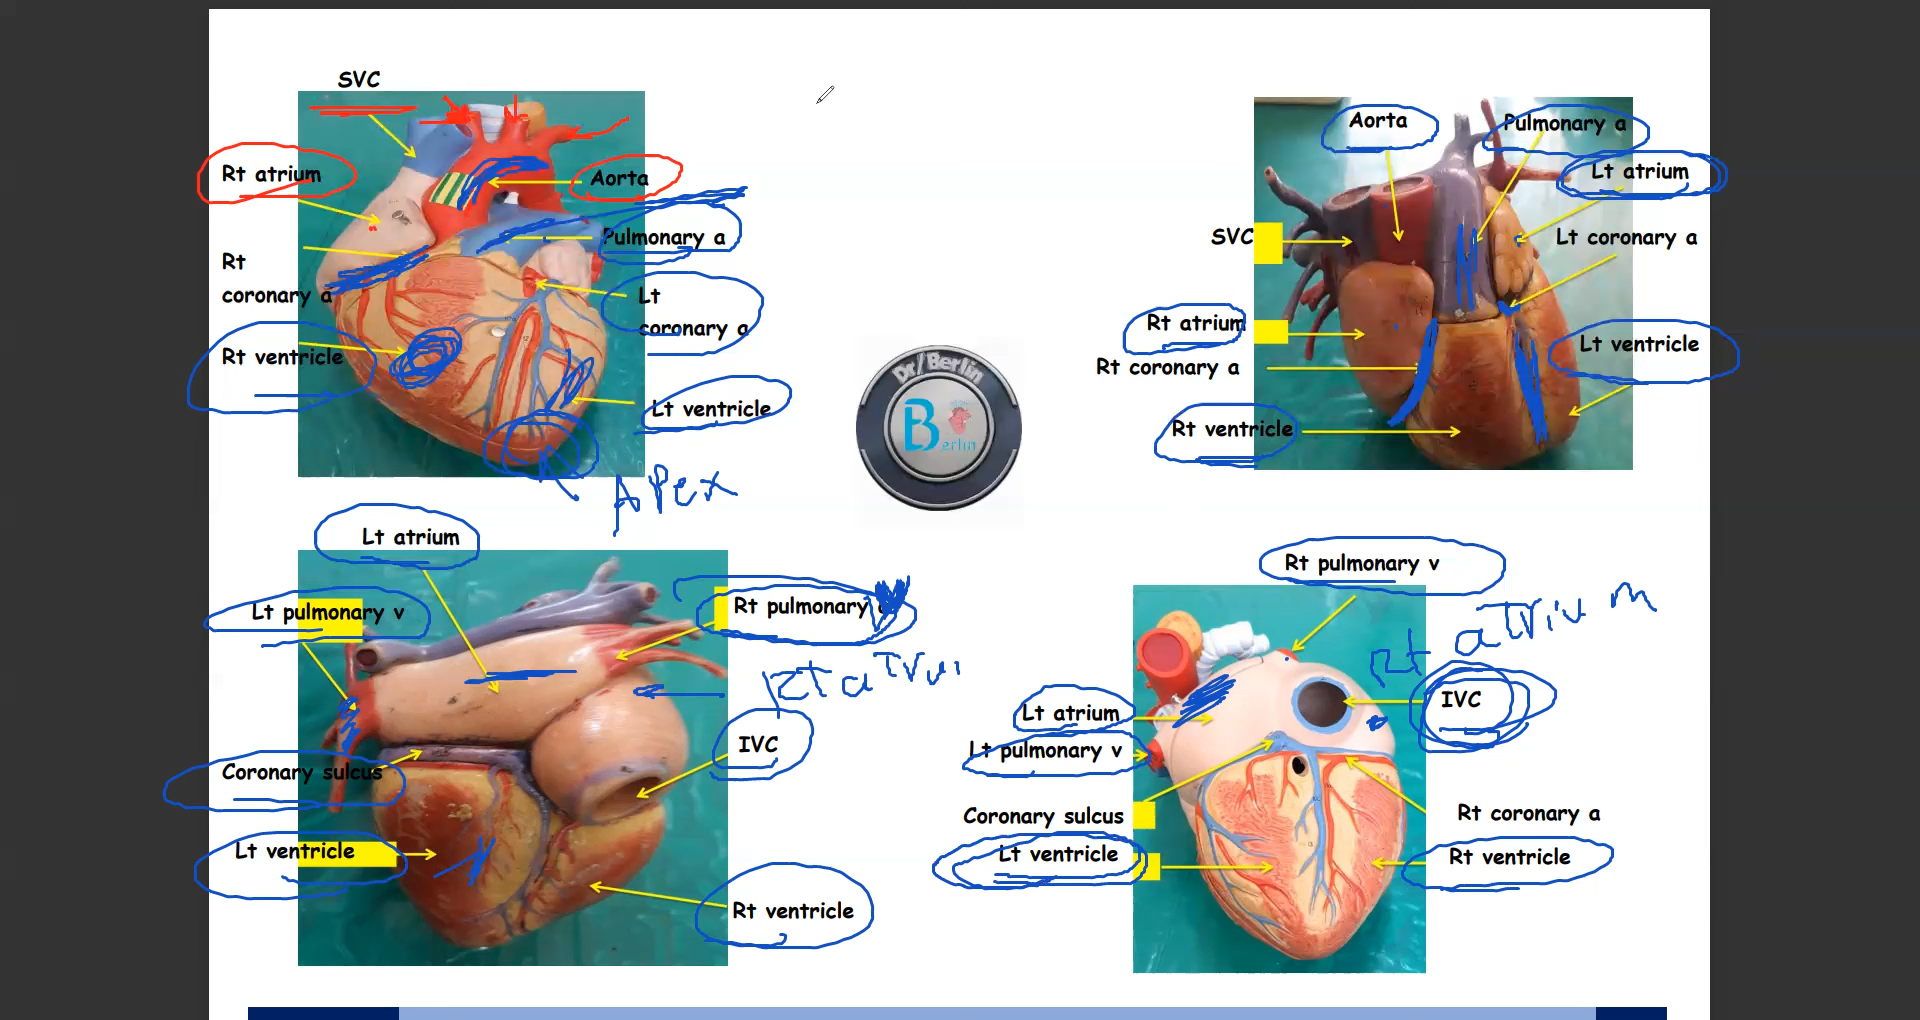 SVC
Rt atrium
Aorta
Pulmonary a
Rt
coronary a
Lt
coronary a
Rt ventricle
Lt ventricle
Apex
Aorta
Pulmonary a
Lt atrium
SVC
Lt coronary a
Rt atrium
Lt ventricle
Rt coronary a
Rt ventricle
Dr/Berlin
Berlin
Lt atrium
Lt pulmonary v
Rt pulmonary
IVC
Coronary sulcus
Lt ventricle
Rt ventricle
Rt pulmonary v
Rt atrium
IVC
Lt atrium
Lt pulmonary v
Coronary sulcus
Rt coronary a
Lt ventricle
Rt ventricle